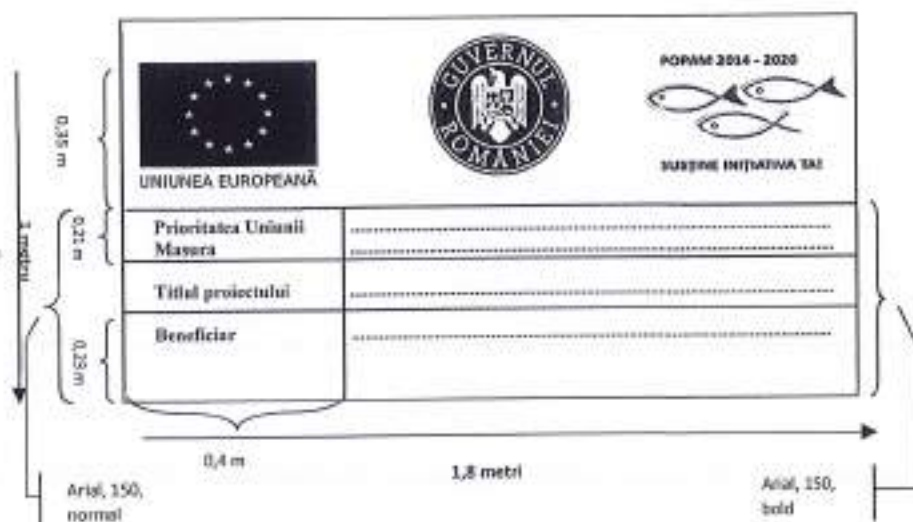 POPAM 2014 - 2020
GUVERNUL ROMÂNIEI
UNIUNEA EUROPEANĂ
SUSȚINE INIȚIATIVA TA!
0,35 m
1 metru
0,21 m
Prioritatea Uniunii
Masura
Titlul proiectului
0,29 m
Beneficiar
0,4 m
1,8 metri
Arial, 150,
normal
Arial, 150,
bold